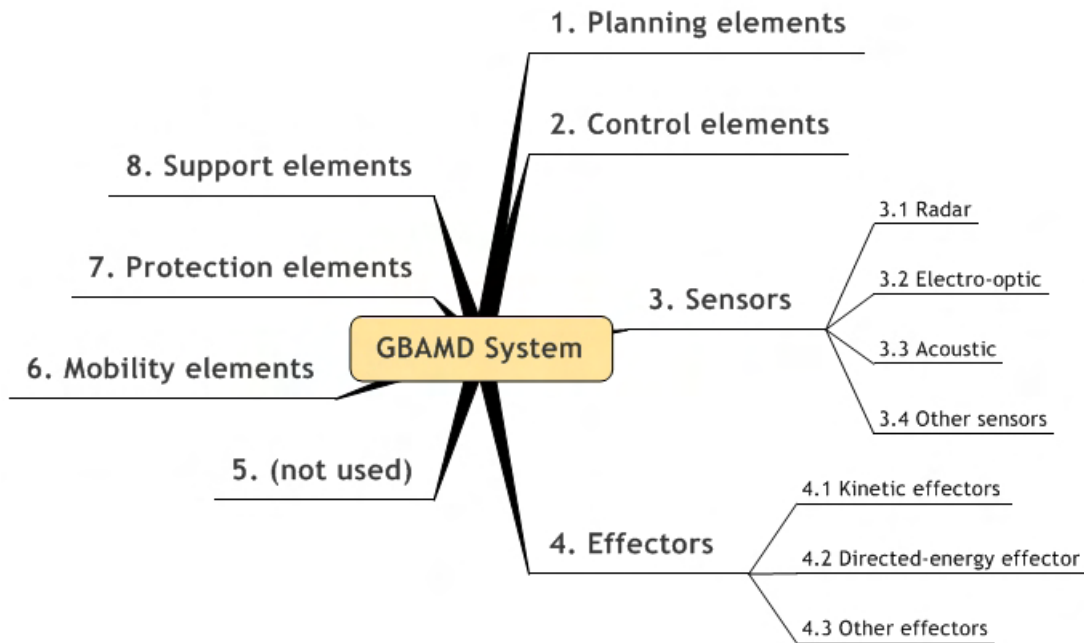 1. Planning elements
2. Control elements
8. Support elements
3.1 Radar
7. Protection elements
3.2 Electro-optic
3. Sensors
GBAMD System
3.3 Acoustic
6. Mobility elements
3.4 Other sensors
5. (not used)
4.1 Kinetic effectors
4. Effectors
4.2 Directed-energy effector
4.3 Other effectors